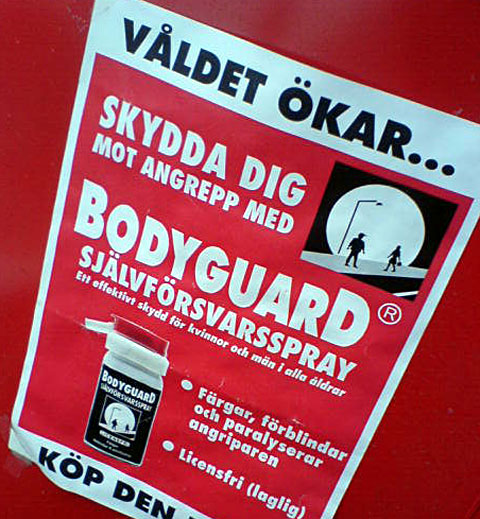 VÅLDET ÖKAR...
SKYDDA DIG
MOT ANGREPP MED
BODYGUARD®
SJÄLVFÖRSVARSSPRAY
Ett effektivt skydd för kvinnor och män i alla åldrar
BODYGUARD
SJÄLVFÖRSVARSSPRAY
• Färgar, förblindar
och paralyserar
angriparen
• Licensfri (laglig)
KÖP DEN